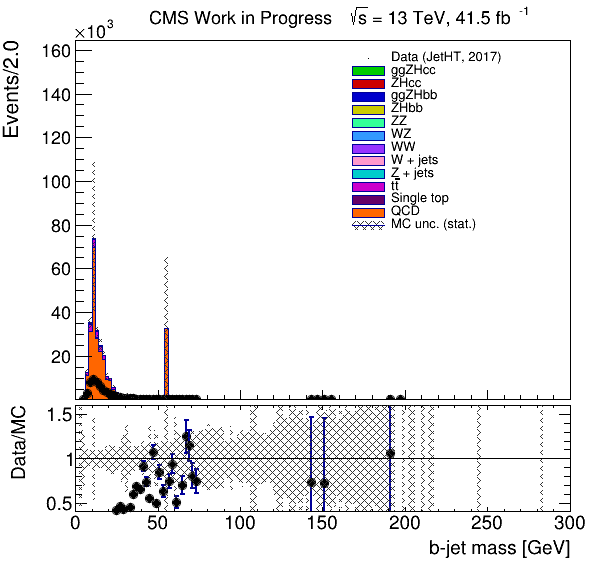 CMS Work in Progress √s = 13 TeV, 41.5 fb -1
×10³
Events/2.0
160
140
120
100
80
60
40
20
Data (JetHT, 2017)
ggZHcc
ZHcc
ggZHbb
ZHbb
ZZ
WZ
WW
W + jets
Z + jets
tt̅
Single top
QCD
MC unc. (stat.)
Data/MC
1.5
1
0.5
0 50 100 150 200 250 300
b-jet mass [GeV]